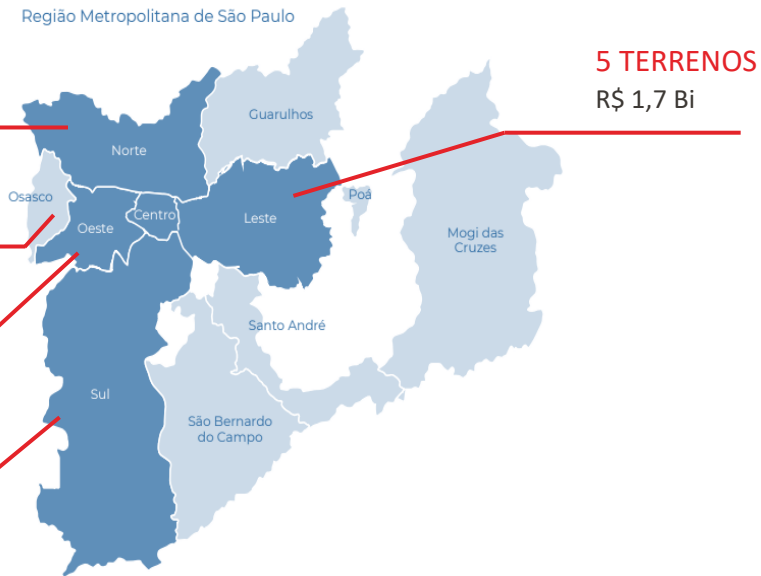 Região Metropolitana de São Paulo
5 TERRENOS
R$ 1,7 Bi
Guarulhos
Norte
Osasco
Poá
Oeste
Centro
Leste
Mogi das
Cruzes
Santo André
Sul
São Bernardo
do Campo